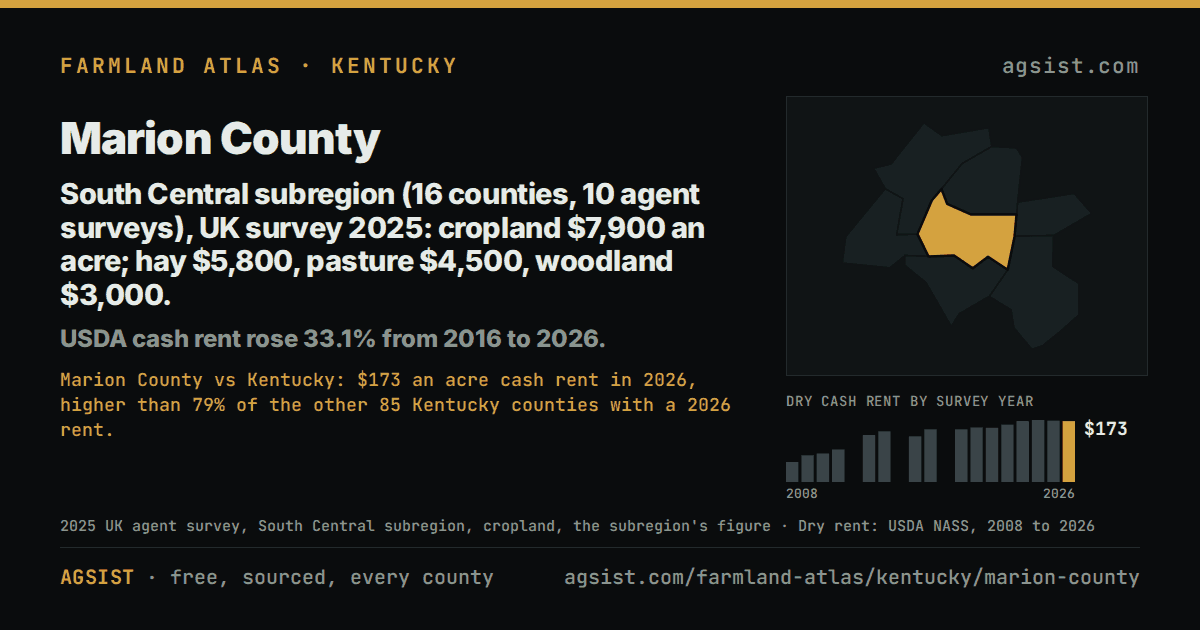 FARMLAND ATLAS · KENTUCKY
agsist.com
Marion County
South Central subregion (16 counties, 10 agent
surveys), UK survey 2025: cropland $7,900 an
acre; hay $5,800, pasture $4,500, woodland
$3,000.
USDA cash rent rose 33.1% from 2016 to 2026.
Marion County vs Kentucky: $173 an acre cash rent in 2026,
higher than 79% of the other 85 Kentucky counties with a 2026
rent.
DRY CASH RENT BY SURVEY YEAR
$173
2008 2026
2025 UK agent survey, South Central subregion, cropland, the subregion's figure · Dry rent: USDA NASS, 2008 to 2026
AGSIST · free, sourced, every county
agsist.com/farmland-atlas/kentucky/marion-county